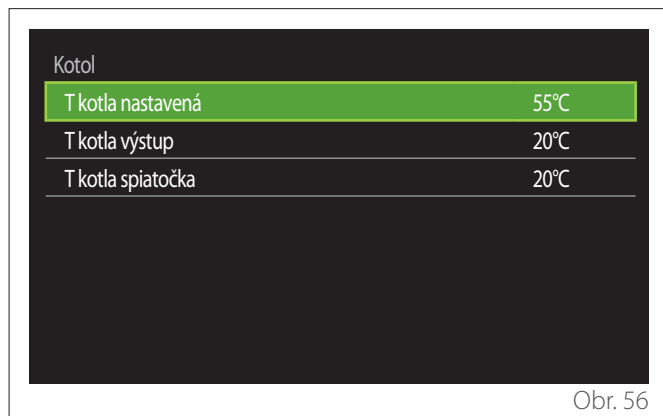 Kotol
T kotla nastavená 55°C
T kotla výstup 20°C
T kotla spiatočka 20°C
Obr. 56